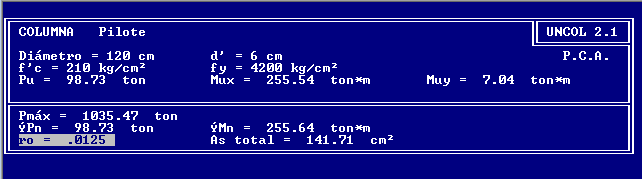 COLUMNA Pilote UNCOL 2.1
Diámetro = 120 cm d' = 6 cm P.C.A.
f'c = 210 kg/cm² fy = 4200 kg/cm²
Pu = 98.73 ton Mux = 255.54 ton*m Muy = 7.04 ton*m
Pmáx = 1035.47 ton
ÝPn = 98.73 ton ÝMn = 255.64 ton*m
ro = .0125 As total = 141.71 cm²